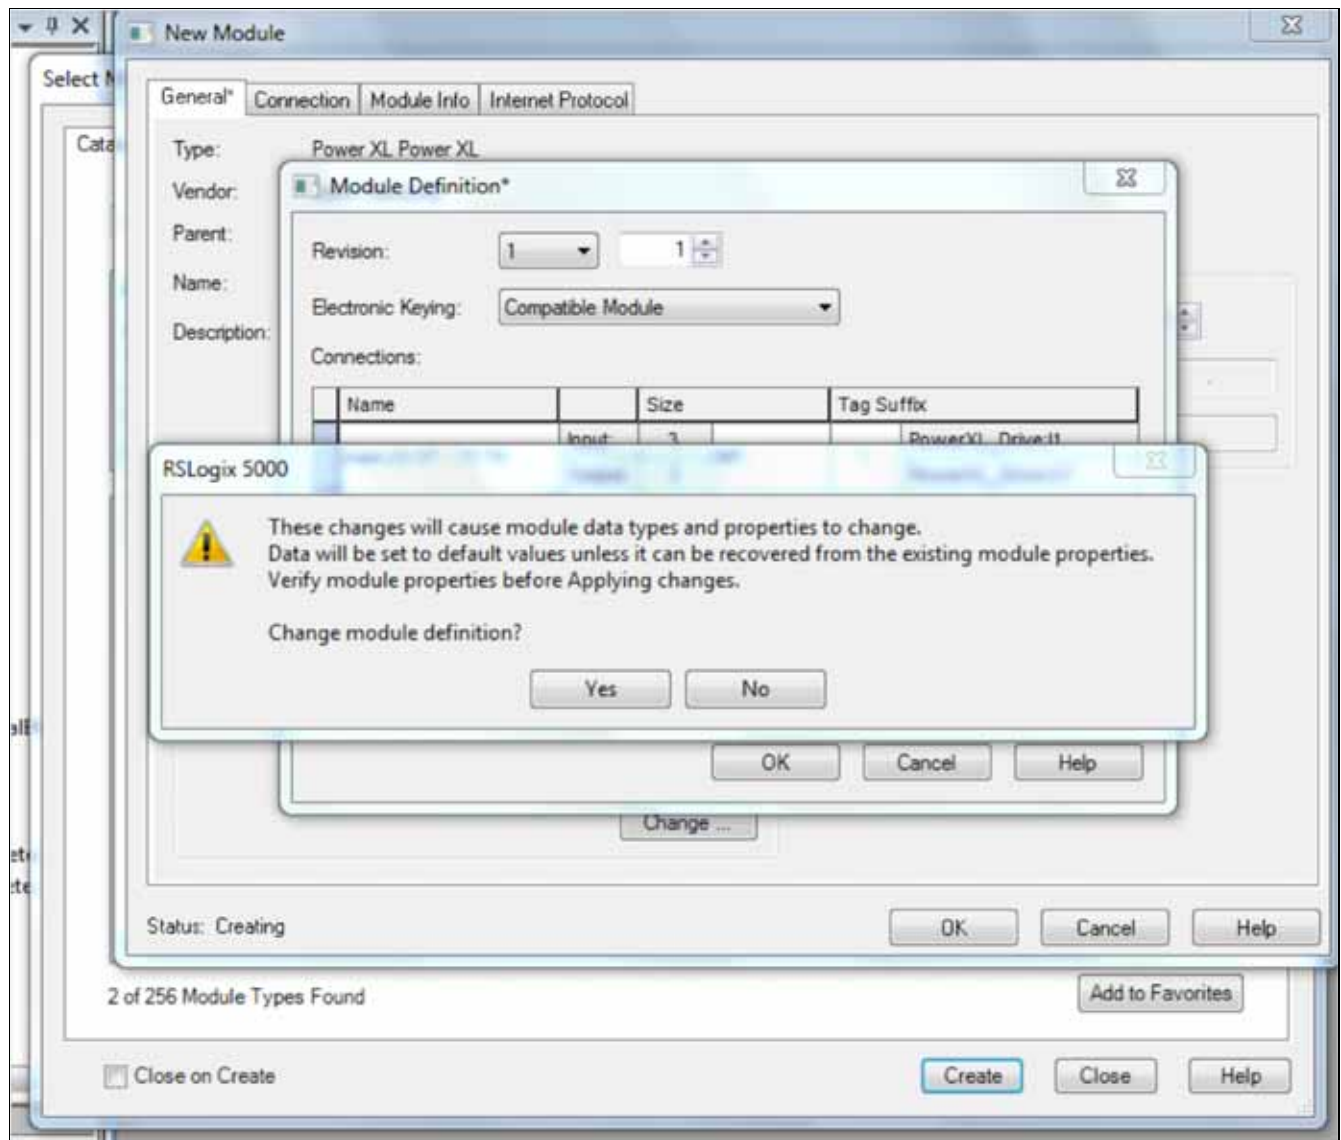 New Module
Select
General* Connection Module Info Internet Protocol
Type: Power XL Power XL
Vendor:
Parent:
Name:
Description:
Module Definition*
Revision: 1 1
Electronic Keying: Compatible Module
Connections:
Name Size Tag Suffix
Input: 3 PowerXL_Drive:I1
RSLogix 5000
These changes will cause module data types and properties to change.
Data will be set to default values unless it can be recovered from the existing module properties.
Verify module properties before Applying changes.
Change module definition?
Yes No
OK Cancel Help
Change ...
Status: Creating
OK Cancel Help
2 of 256 Module Types Found
Add to Favorites
Close on Create
Create Close Help